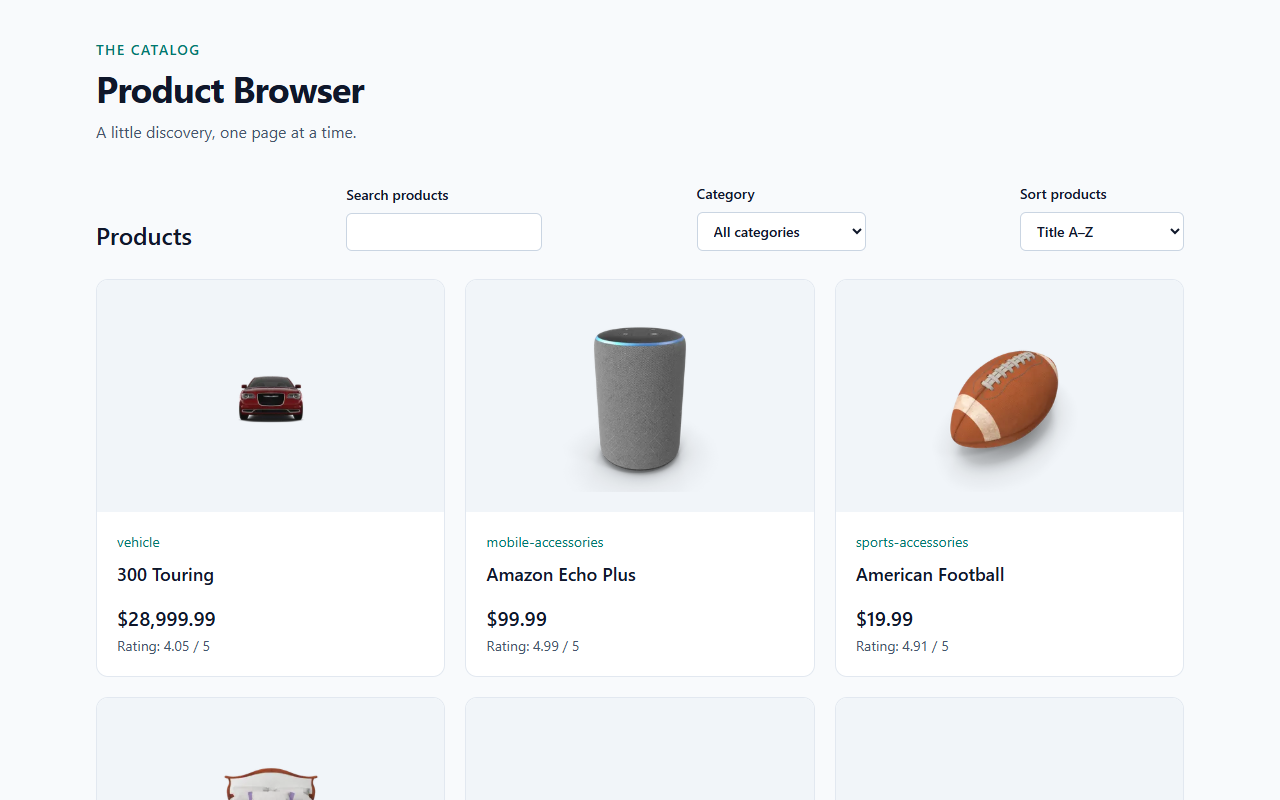 THE CATALOG
Product Browser
A little discovery, one page at a time.
Products
Search products
Category
All categories
Sort products
Title A–Z
vehicle
300 Touring
$28,999.99
Rating: 4.05 / 5
mobile-accessories
Amazon Echo Plus
$99.99
Rating: 4.99 / 5
sports-accessories
American Football
$19.99
Rating: 4.91 / 5